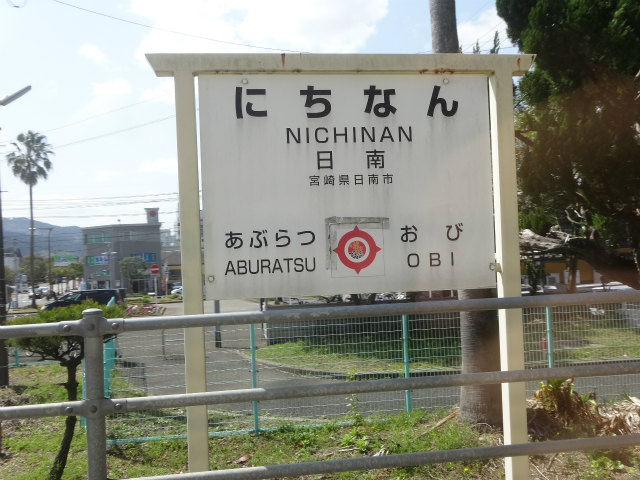 にちなん
NICHINAN
日南
宮崎県日南市
あぶらつ おび
ABURATSU OBI